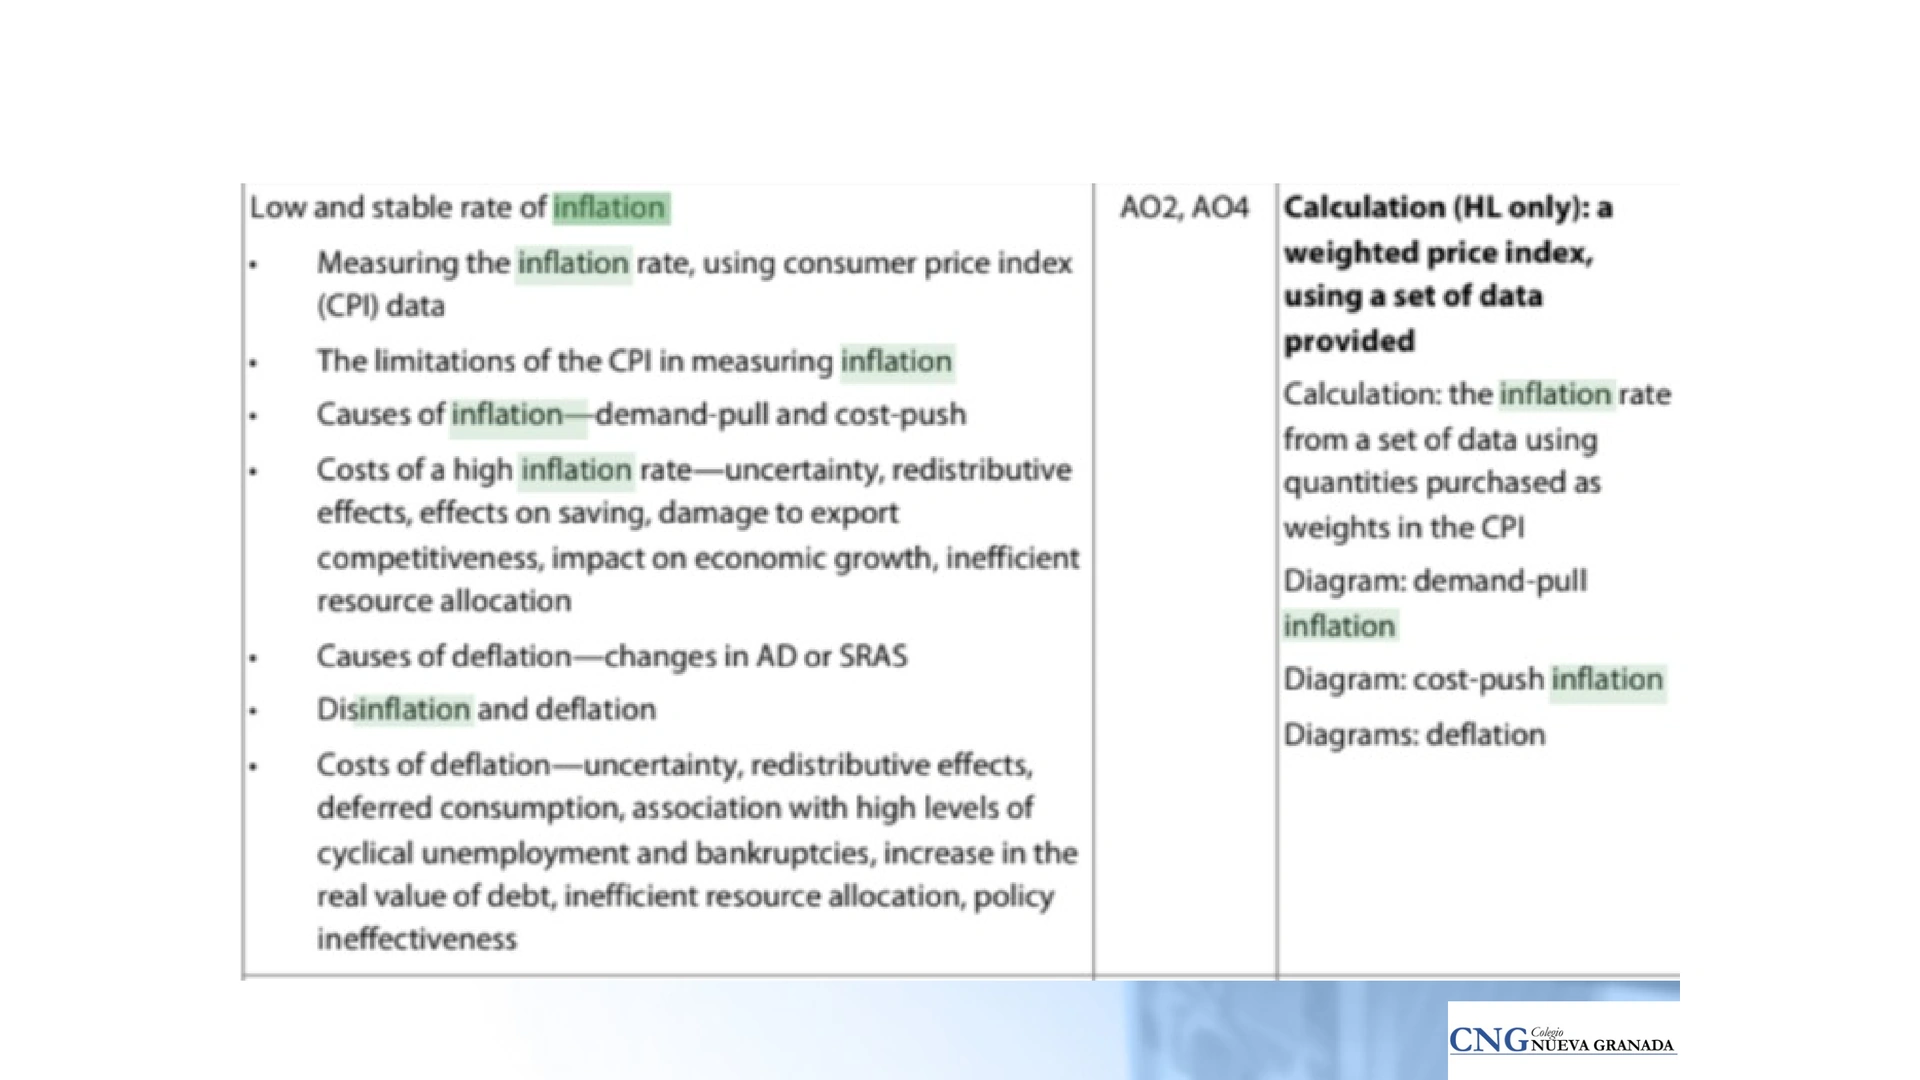 Low and stable rate of inflation
• Measuring the inflation rate, using consumer price index
(CPI) data
• The limitations of the CPI in measuring inflation
• Causes of inflation—demand-pull and cost-push
• Costs of a high inflation rate—uncertainty, redistributive
effects, effects on saving, damage to export
competitiveness, impact on economic growth, inefficient
resource allocation
• Causes of deflation—changes in AD or SRAS
• Disinflation and deflation
• Costs of deflation—uncertainty, redistributive effects,
deferred consumption, association with high levels of
cyclical unemployment and bankruptcies, increase in the
real value of debt, inefficient resource allocation, policy
ineffectiveness
AO2, AO4
Calculation (HL only): a
weighted price index,
using a set of data
provided
Calculation: the inflation rate
from a set of data using
quantities purchased as
weights in the CPI
Diagram: demand-pull
inflation
Diagram: cost-push inflation
Diagrams: deflation
CNG Colegio
NUEVA GRANADA